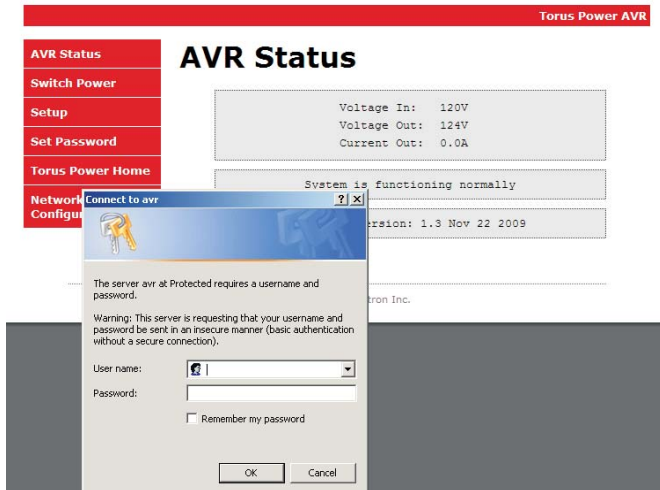 Torus Power AVR
AVR Status
Switch Power
Setup
Set Password
Torus Power Home
Network
Configu
AVR Status
Voltage In: 120V
Voltage Out: 124V
Current Out: 0.0A
System is functioning normally
ersion: 1.3 Nov 22 2009
tron Inc.
Connect to avr
The server avr at Protected requires a username and
password.
Warning: This server is requesting that your username and
password be sent in an insecure manner (basic authentication
without a secure connection).
User name:
Password:
Remember my password
OK Cancel